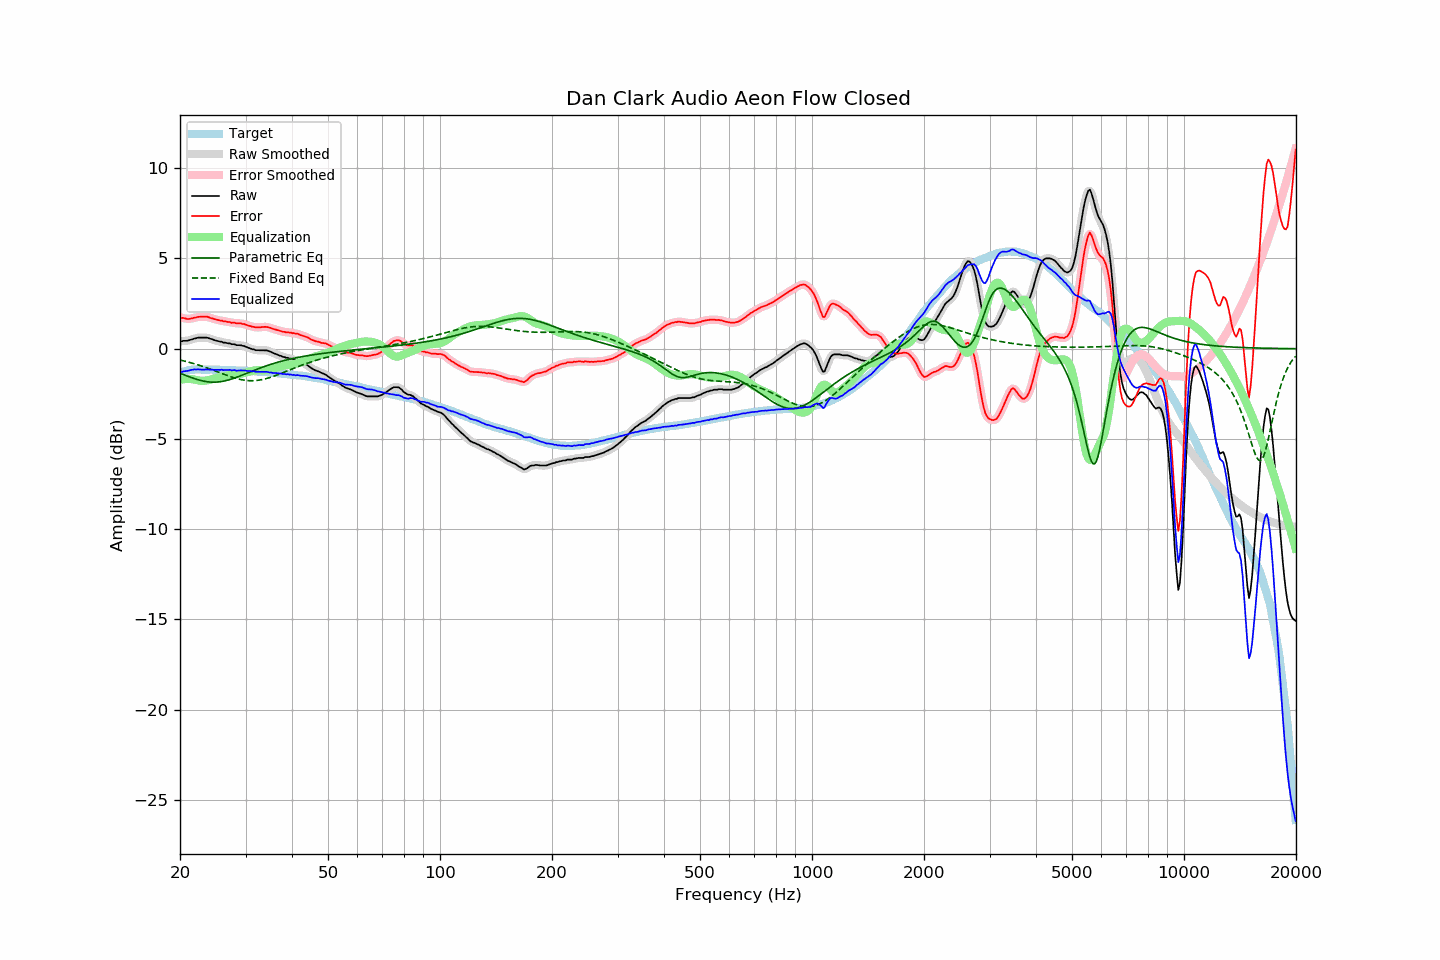 Dan Clark Audio Aeon Flow Closed
Target
Raw Smoothed
Error Smoothed
Raw
Error
Equalization
Parametric Eq
Fixed Band Eq
Equalized
Amplitude (dBr)
10
5
0
−5
−10
−15
−20
−25
20 50 100 200 500 1000 2000 5000 10000 20000
Frequency (Hz)